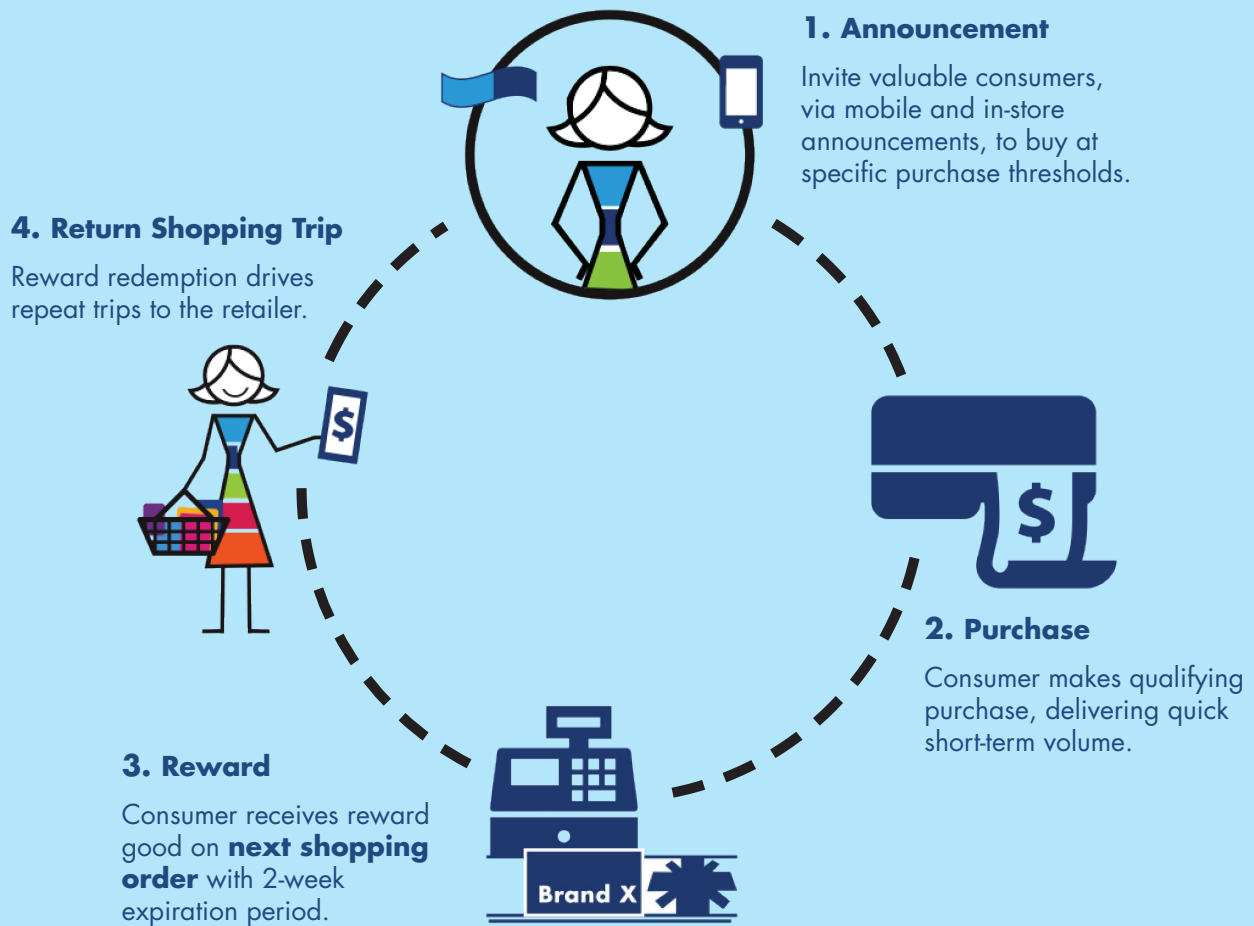 1. Announcement
Invite valuable consumers,
via mobile and in-store
announcements, to buy at
specific purchase thresholds.
$
2. Purchase
Consumer makes qualifying
purchase, delivering quick
short-term volume.
Brand X
3. Reward
Consumer receives reward
good on next shopping
order with 2-week
expiration period.
4. Return Shopping Trip
Reward redemption drives
repeat trips to the retailer.
$